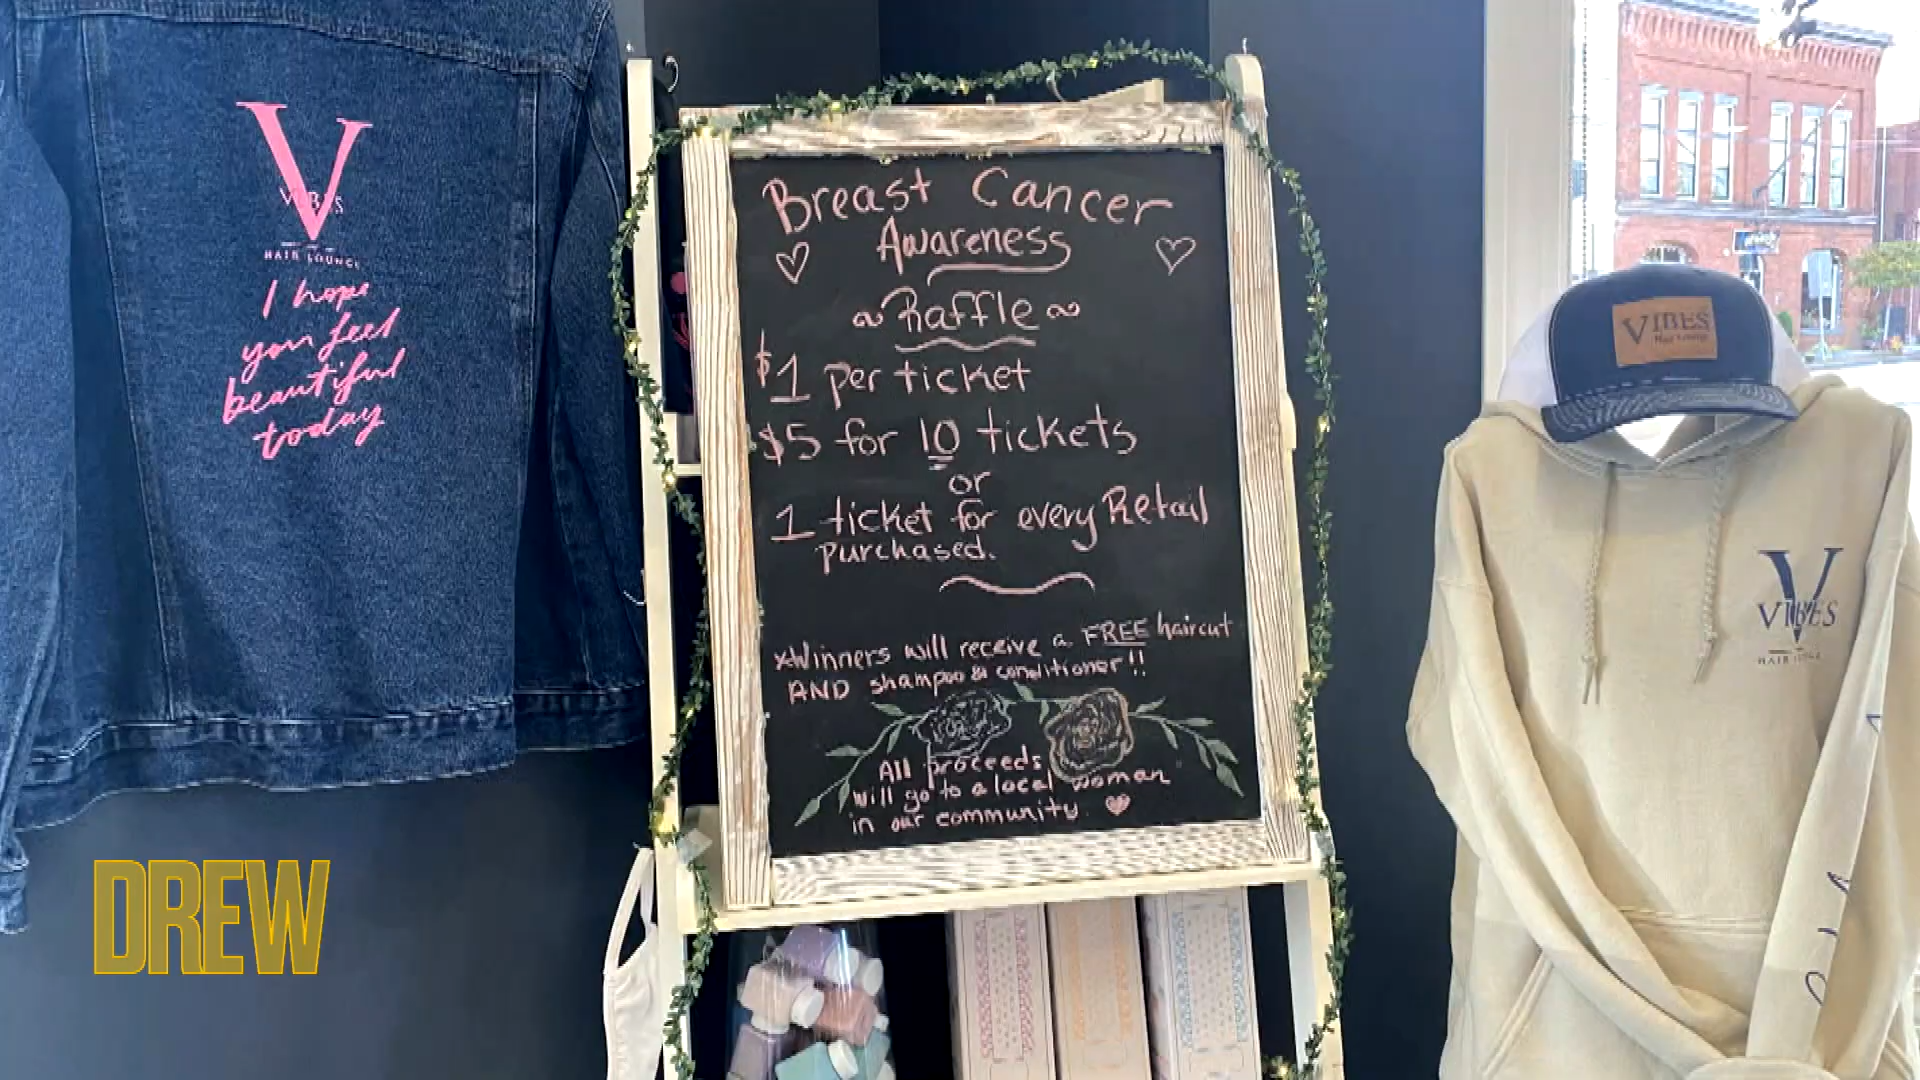 V
VIBES
HAIR LOUNGE
I hope
you feel
beautiful
today
Breast Cancer
Awareness
Raffle
$1 per ticket
$5 for 10 tickets
or
1 ticket for every Retail
purchased.
Winners will receive a FREE haircut
AND shampoo & conditioner!!
All proceeds
will go to a local woman
in our community.
VIBES
Hair Lounge
V
VIBES
HAIR LOUNGE
DREW